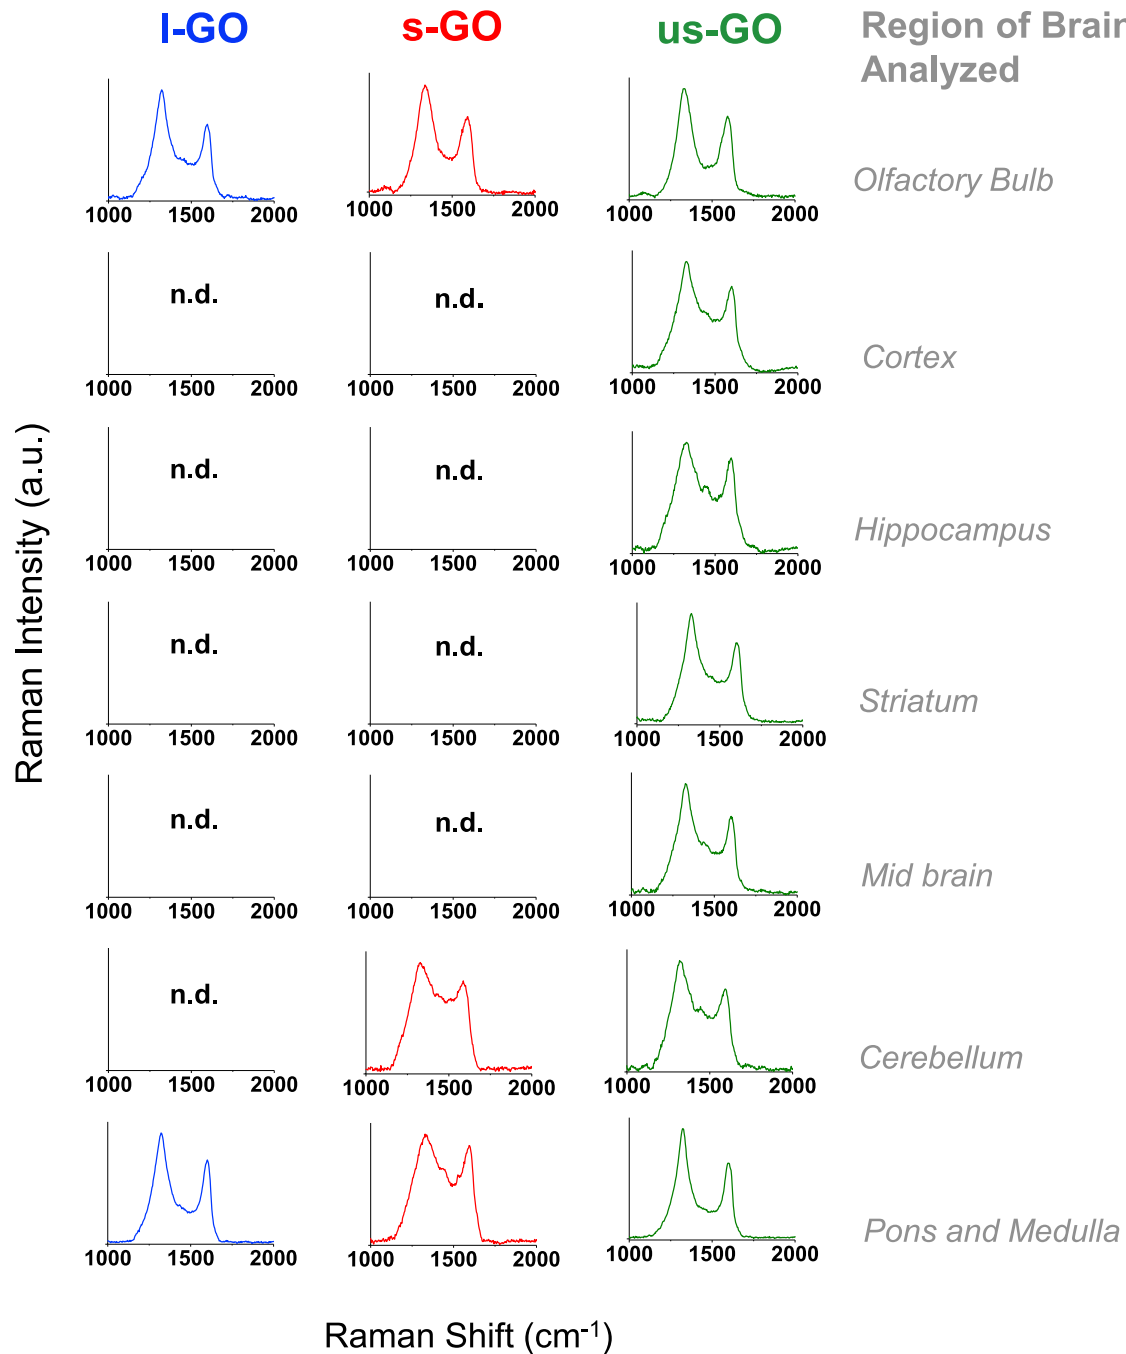 l-GO s-GO us-GO Region of Brain
Analyzed
1000 1500 2000 1000 1500 2000 1000 1500 2000 Olfactory Bulb
n.d. n.d.
1000 1500 2000 1000 1500 2000 1000 1500 2000 Cortex
n.d. n.d.
1000 1500 2000 1000 1500 2000 1000 1500 2000 Hippocampus
n.d. n.d.
1000 1500 2000 1000 1500 2000 1000 1500 2000 Striatum
n.d. n.d.
1000 1500 2000 1000 1500 2000 1000 1500 2000 Mid brain
n.d.
1000 1500 2000 1000 1500 2000 1000 1500 2000 Cerebellum
1000 1500 2000 1000 1500 2000 1000 1500 2000 Pons and Medulla
Raman Intensity (a.u.)
Raman Shift (cm⁻¹)